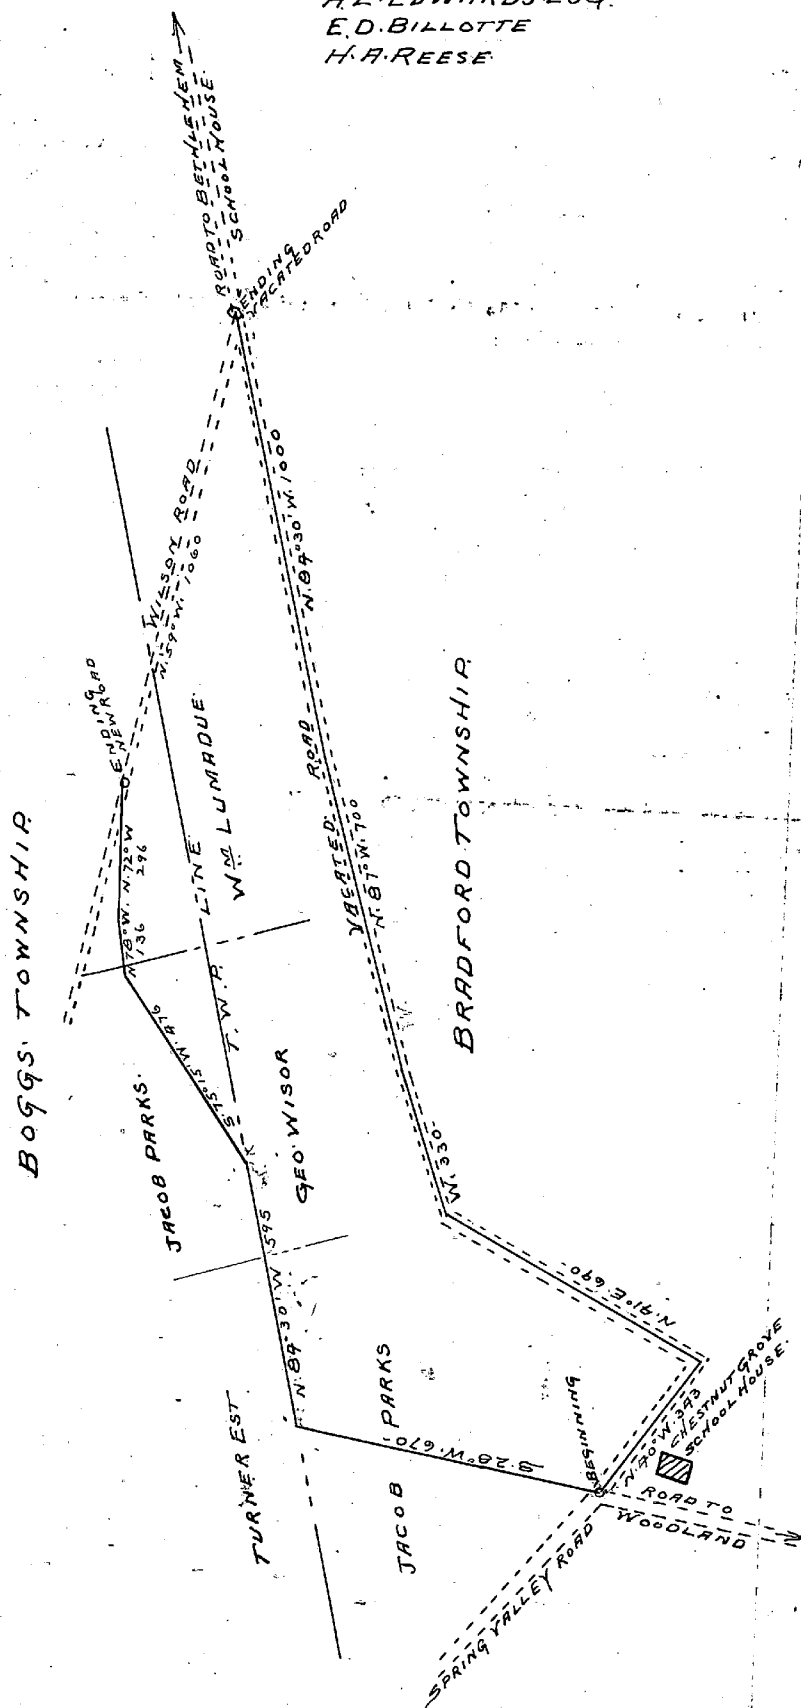 A.E. EDWARDS ESQ.
E.D. BILLOTTE
H.A. REESE
ROAD TO BETHLEHEM
SCHOOL HOUSE.
ENDING
VACATED ROAD
WILSON ROAD
N. 59° W. 1060
N. 84° 30' W. 1000
ENDING
NEW ROAD
N. 78° W.
136
N. 72° W
296
T.W.P. LINE
WM LUMADUE
VACATED ROAD
N. 87° W. 700
BOGGS TOWNSHIP.
BRADFORD TOWNSHIP.
S. 75° 15' W. 476
JACOB PARKS.
GEO. WISOR
W. 330.
N. 84° 30' W 595
N. 41° E. 690
TURNER EST
JACOB PARKS
S. 28° W. 670
BEGINNING
N. 40° W. 343
CHESTNUT GROVE
SCHOOL HOUSE.
ROAD TO
WOODLAND
SPRING VALLEY ROAD